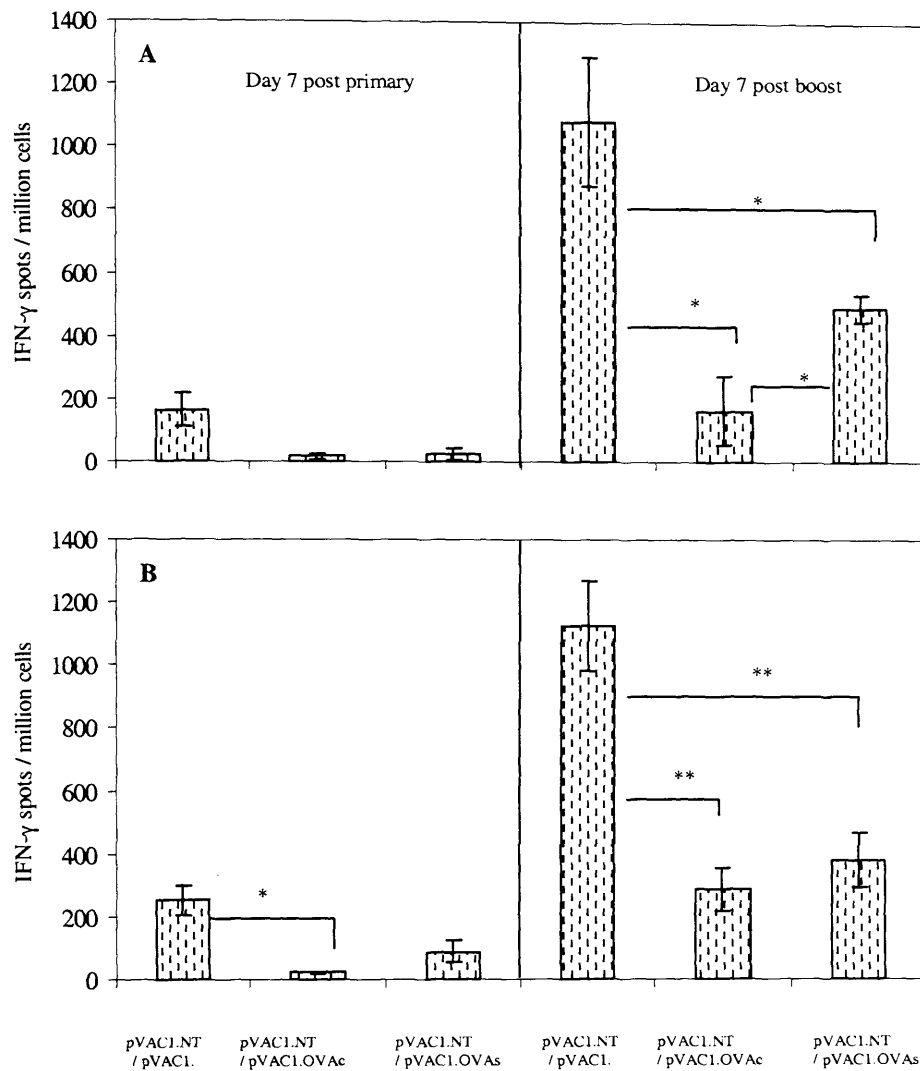 A
Day 7 post primary
Day 7 post boost
IFN-γ spots / million cells
1400
1200
1000
800
600
400
200
0
*
*
*
B
IFN-γ spots / million cells
1400
1200
1000
800
600
400
200
0
*
**
**
pVAC1.NT
/ pVAC1.
pVAC1.NT
/ pVAC1.OVAc
pVAC1.NT
/ pVAC1.OVAs
pVAC1.NT
/ pVAC1.
pVAC1.NT
/ pVAC1.OVAc
pVAC1.NT
/ pVAC1.OVAs